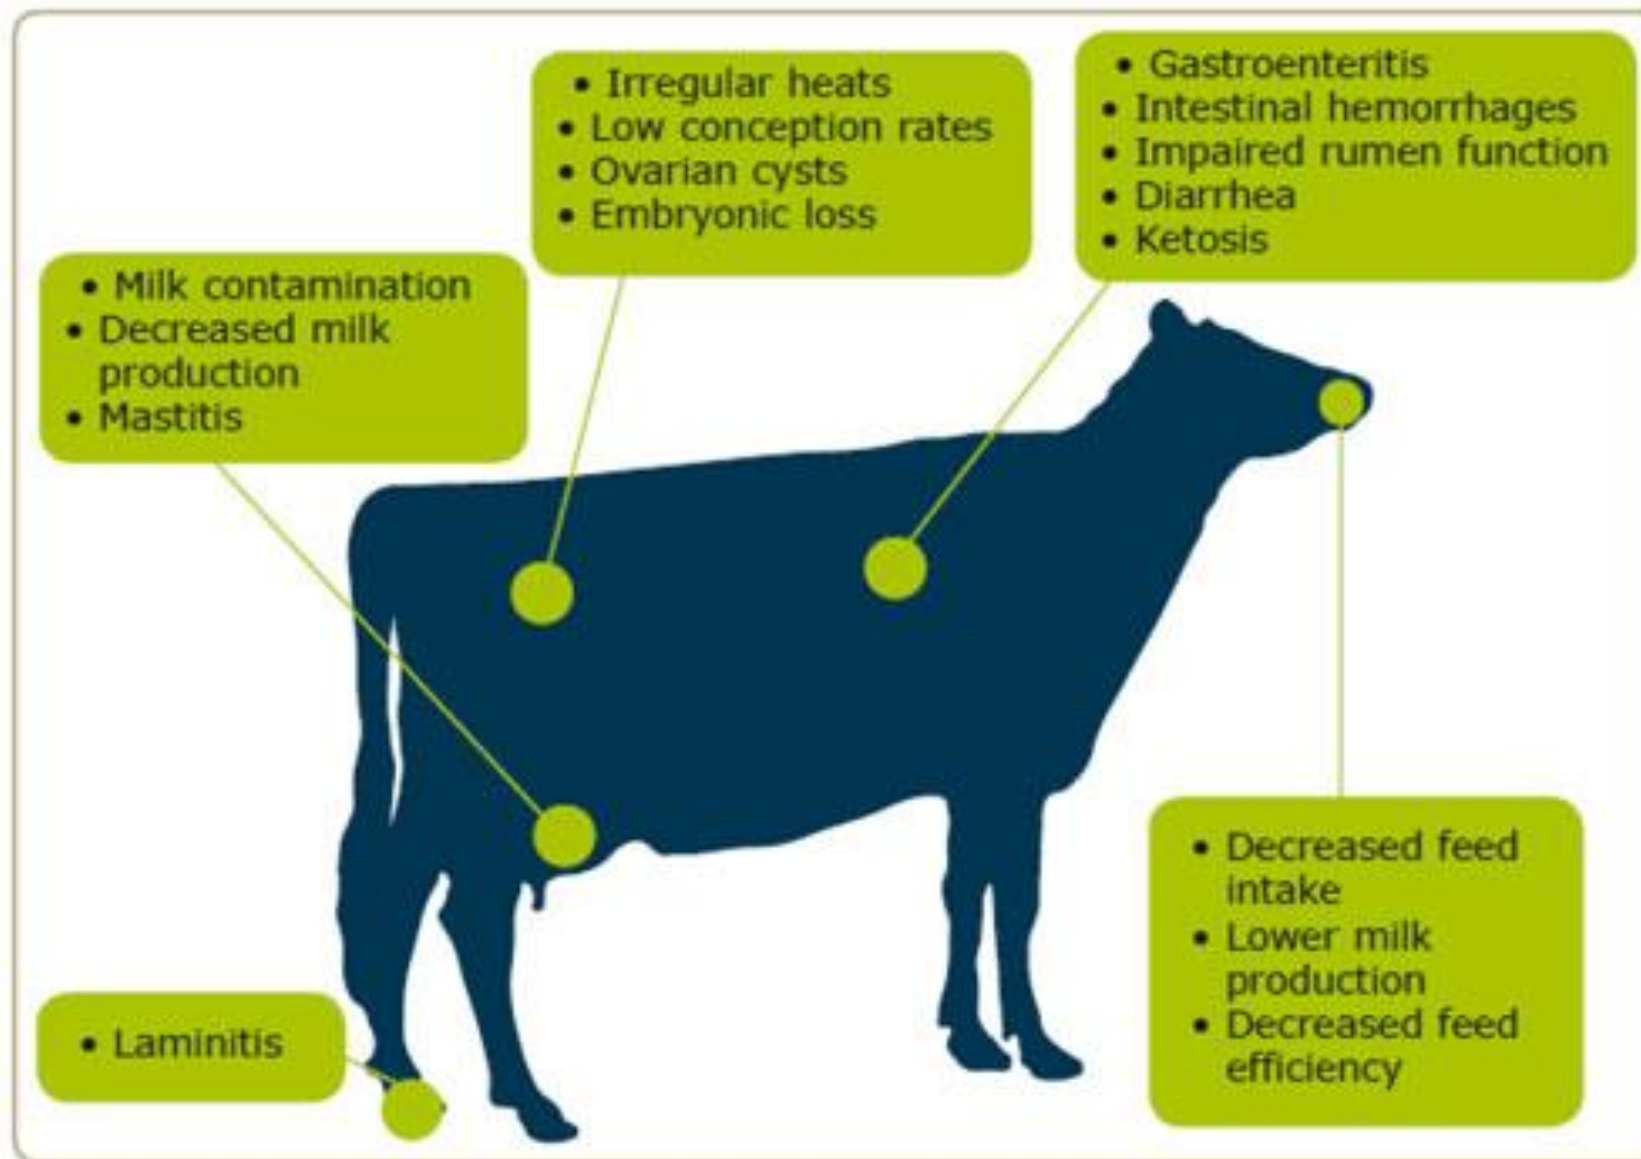 • Irregular heats
• Low conception rates
• Ovarian cysts
• Embryonic loss
• Gastroenteritis
• Intestinal hemorrhages
• Impaired rumen function
• Diarrhea
• Ketosis
• Milk contamination
• Decreased milk
production
• Mastitis
• Decreased feed
intake
• Lower milk
production
• Decreased feed
efficiency
• Laminitis